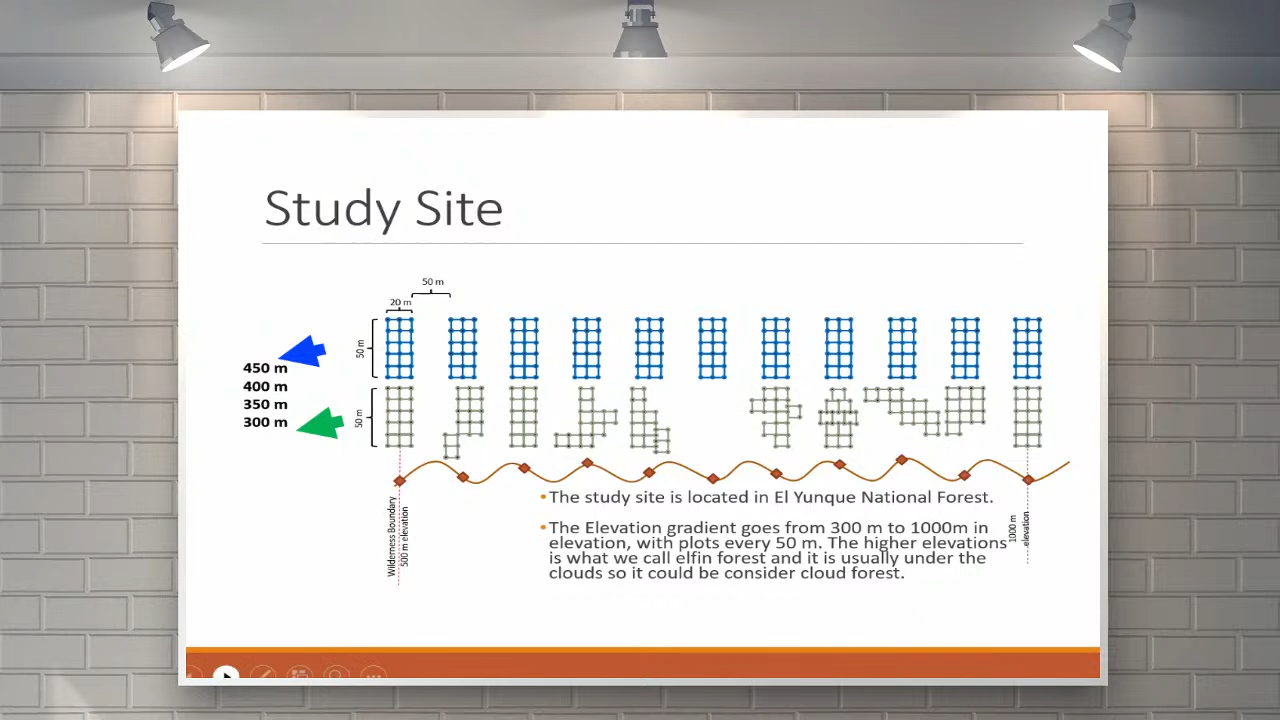 Study Site
50 m
20 m
50 m
450 m
400 m
350 m
300 m
50 m
Wilderness Boundary
500 m elevation
1000 m
elevation
•The study site is located in El Yunque National Forest.
•The Elevation gradient goes from 300 m to 1000m in
elevation, with plots every 50 m. The higher elevations
is what we call elfin forest and it is usually under the
clouds so it could be consider cloud forest.